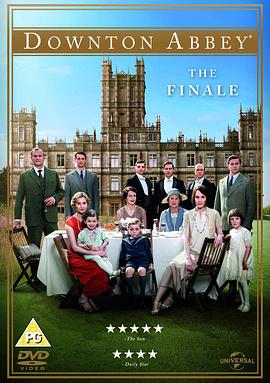 DOWNTON ABBEY®
THE
FINALE
★★★★★
-The Sun
★★★★
-Daily Star
PG
DVD
VIDEO
UNIVERSAL